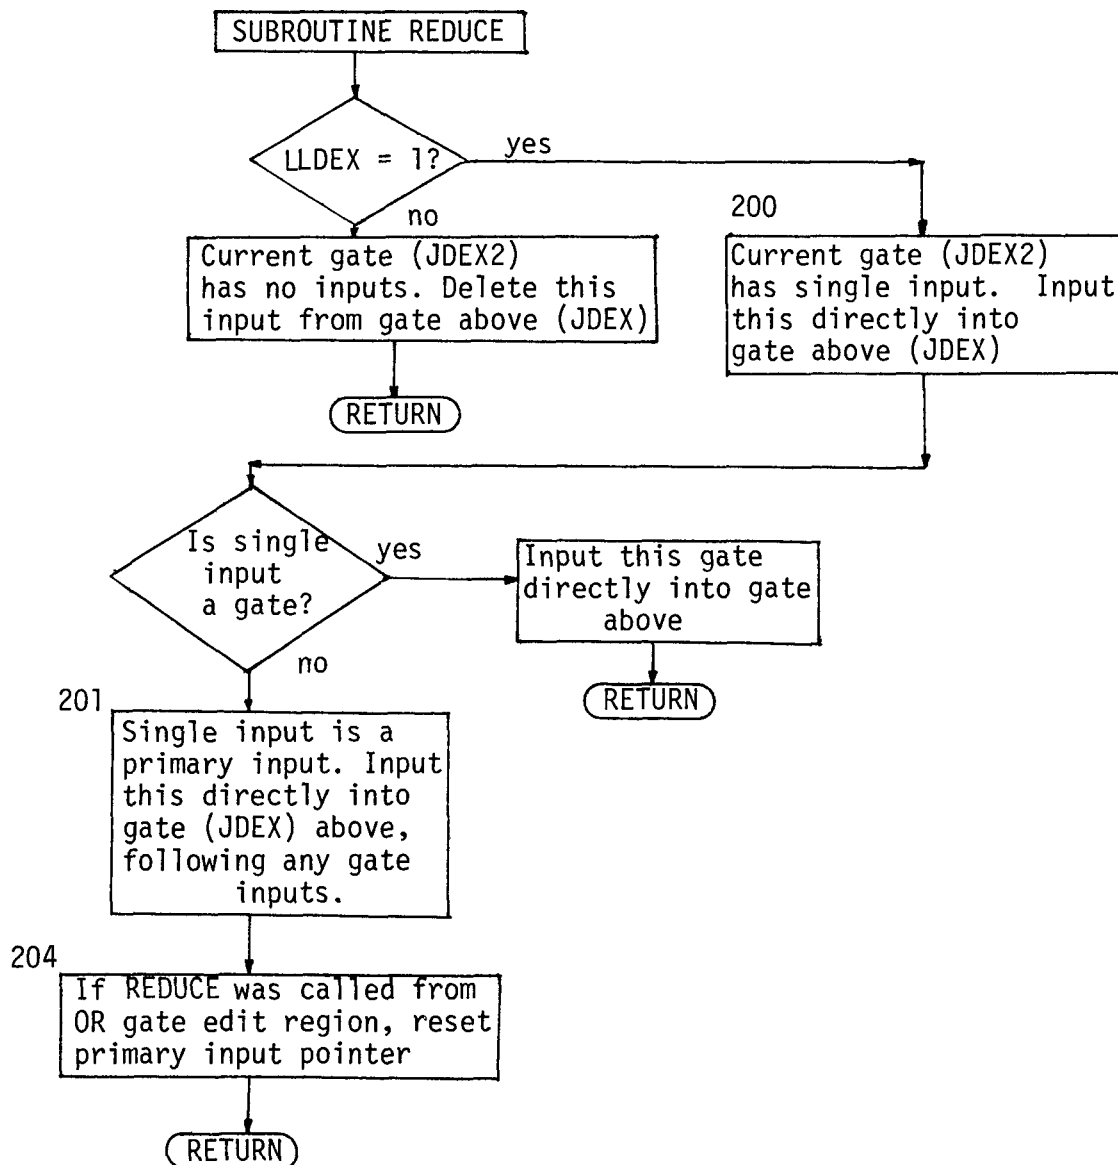 SUBROUTINE REDUCE
LLDEX = 1?
yes
no
200
Current gate (JDEX2)
has no inputs. Delete this
input from gate above (JDEX)
Current gate (JDEX2)
has single input. Input
this directly into
gate above (JDEX)
RETURN
Is single
input
a gate?
yes
Input this gate
directly into gate
above
no
RETURN
201
Single input is a
primary input. Input
this directly into
gate (JDEX) above,
following any gate
inputs.
204
If REDUCE was called from
OR gate edit region, reset
primary input pointer
RETURN